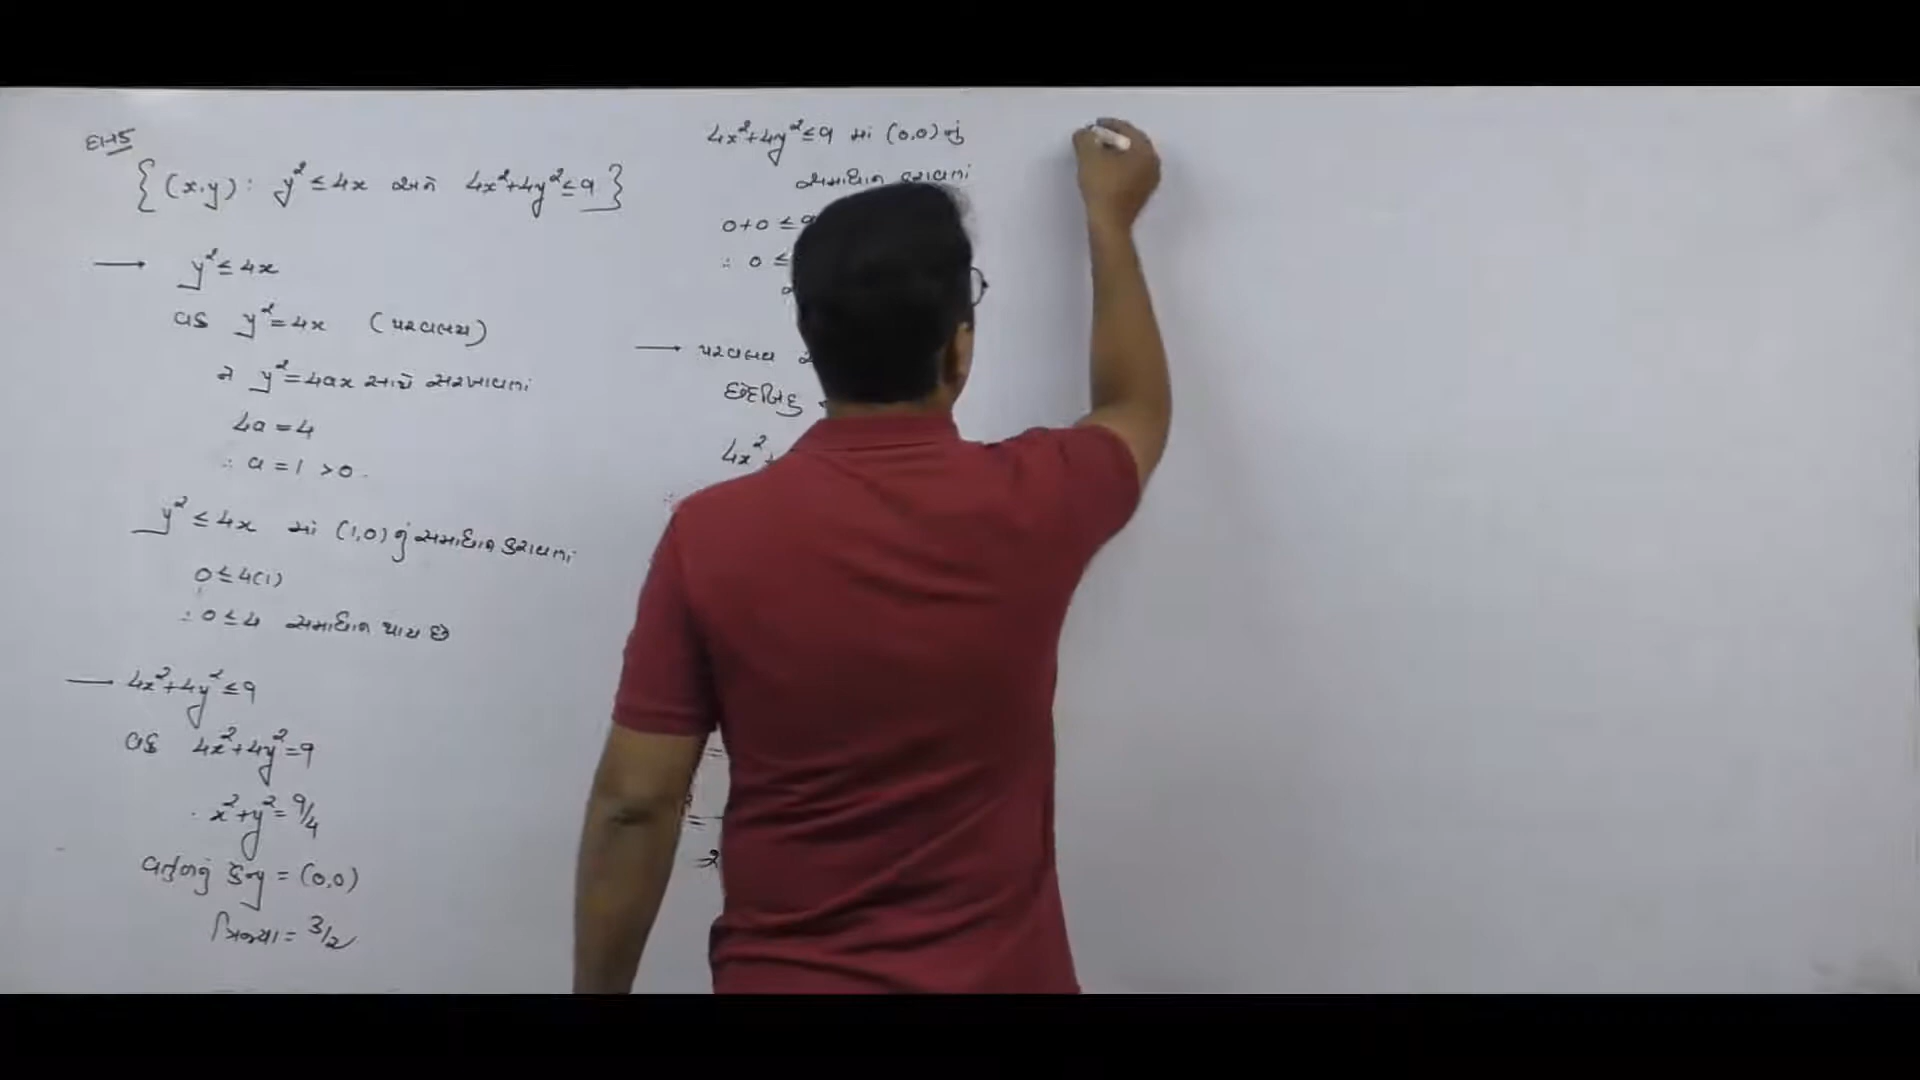 દા-5
{(x,y): y² ≤ 4x અને 4x²+4y² ≤ 9}
→ y² ≤ 4x
વક્ર y² = 4x (પરવલય)
ને y² = 4ax સાથે સરખાવતાં
4a = 4
∴ a = 1 > 0.
y² ≤ 4x માં (1,0) નું સમાધાન કરાવતાં
0 ≤ 4(1)
∴ 0 ≤ 4 સમાધાન થાય છે
→ 4x²+4y² ≤ 9
વક્ર 4x²+4y² = 9
∴ x²+y² = 9/4
વર્તુળનું કેન્દ્ર = (0,0)
ત્રિજ્યા = 3/2
4x²+4y² ≤ 9 માં (0,0) નું
સમાધાન કરાવતાં
0+0 ≤ 9
∴ 0 ≤
→ પરવલય
છેદબિંદુ
4x² +